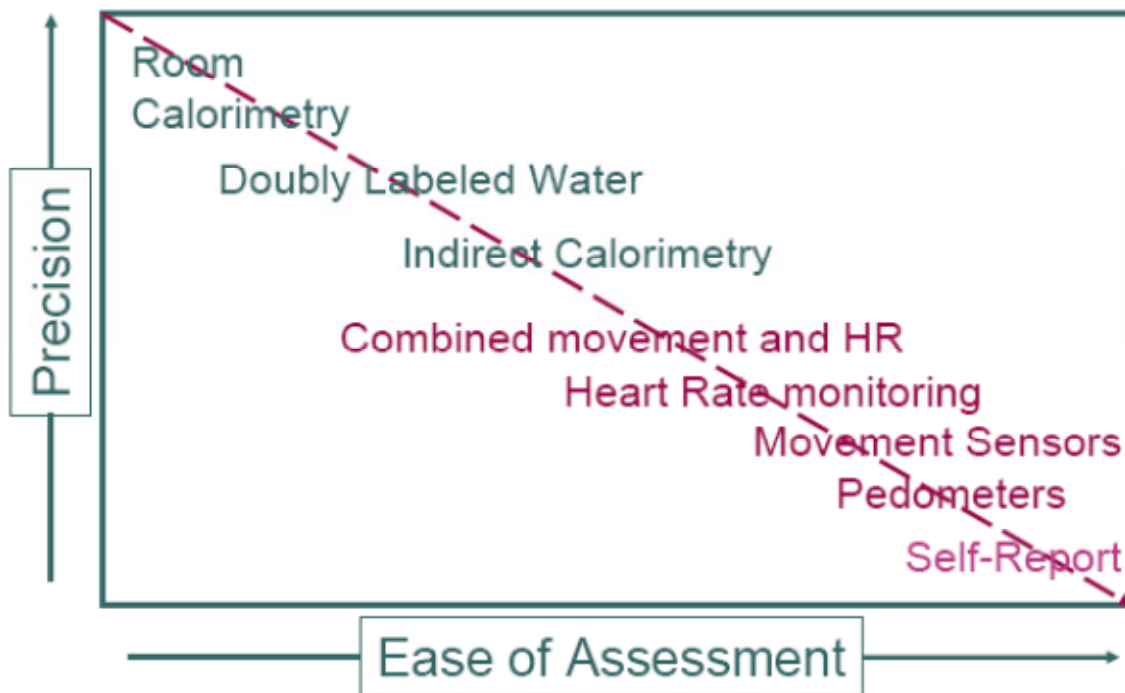 Room
Calorimetry
Doubly Labeled Water
Indirect Calorimetry
Combined movement and HR
Heart Rate monitoring
Movement Sensors
Pedometers
Self-Report
Precision
Ease of Assessment